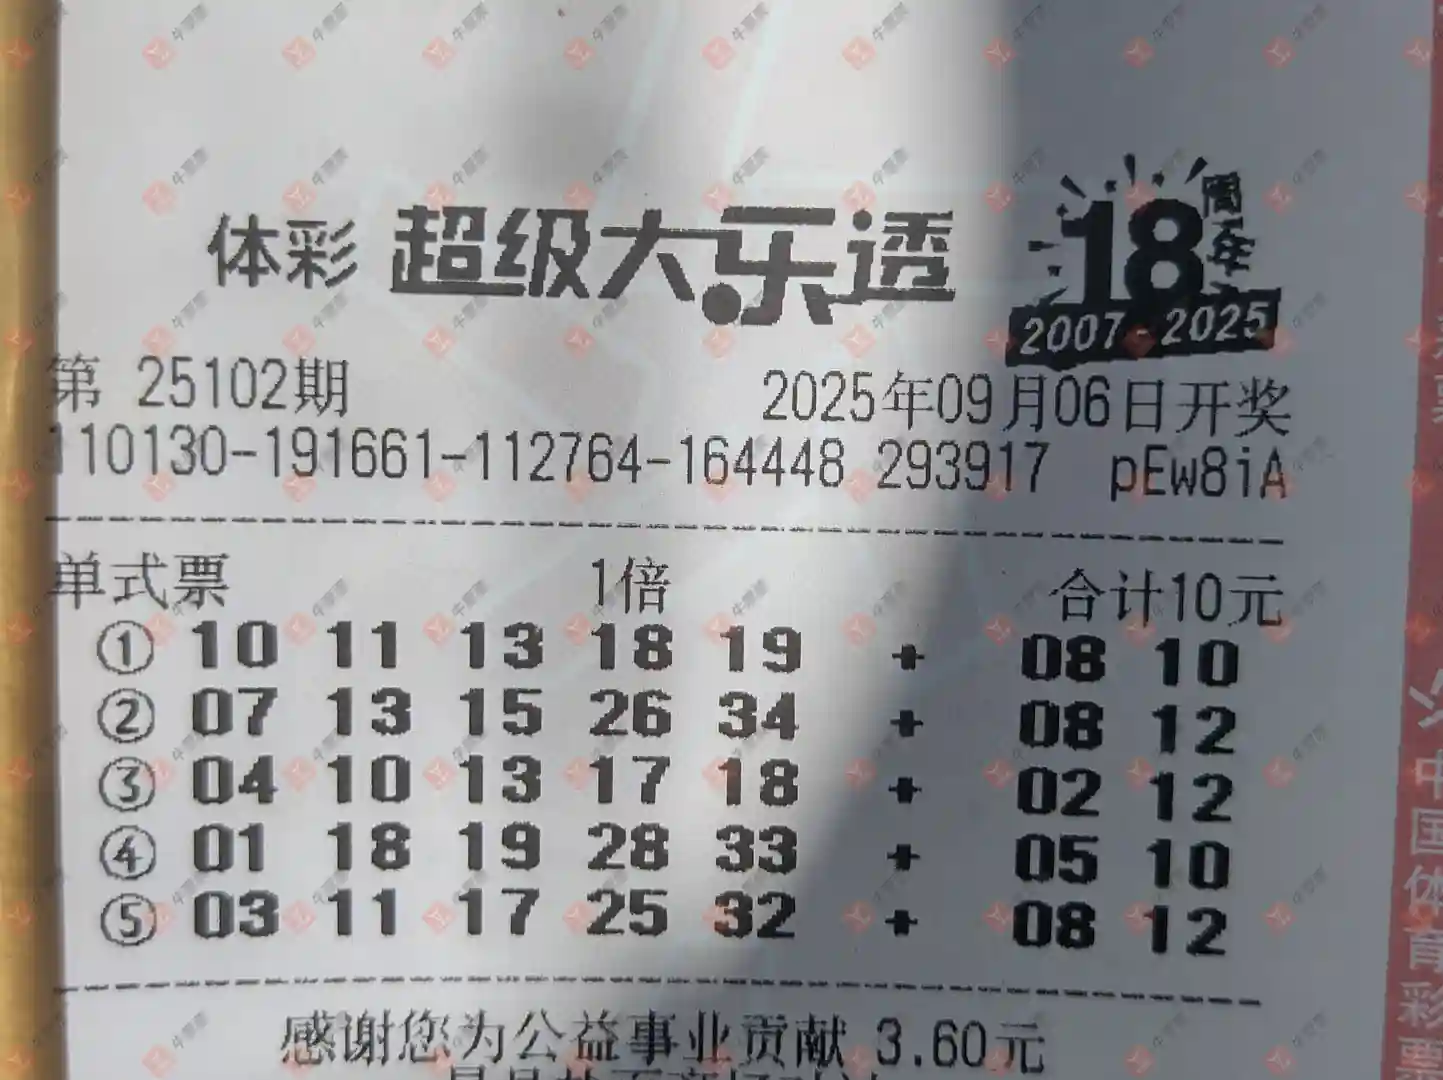 体彩 超级大乐透 18周年
2007-2025
第 25102期 2025年09月06日开奖
110130-191661-112764-164448 293917 pEw8iA
单式票 1倍 合计10元
① 10 11 13 18 19 + 08 10
② 07 13 15 26 34 + 08 12
③ 04 10 13 17 18 + 02 12
④ 01 18 19 28 33 + 05 10
⑤ 03 11 17 25 32 + 08 12
感谢您为公益事业贡献 3.60元
中国体育彩票